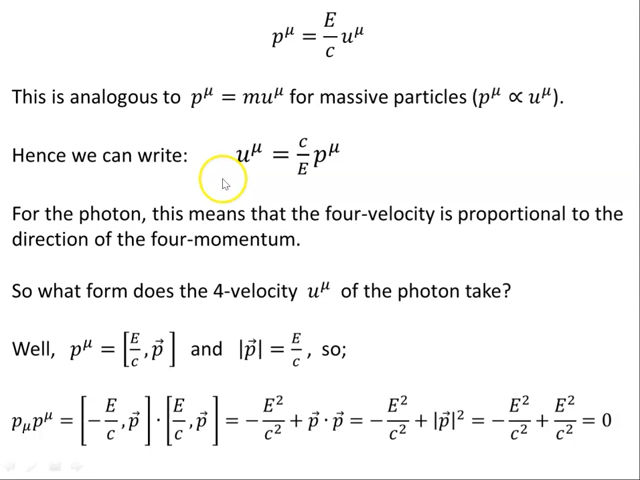 p^μ = E/c u^μ
This is analogous to p^μ = mu^μ for massive particles (p^μ ∝ u^μ).
Hence we can write: u^μ = c/E p^μ
For the photon, this means that the four-velocity is proportional to the
direction of the four-momentum.
So what form does the 4-velocity u^μ of the photon take?
Well, p^μ = [E/c, p⃗] and |p⃗| = E/c, so;
p_μp^μ = [−E/c, p⃗] · [E/c, p⃗] = −E²/c² + p⃗ · p⃗ = −E²/c² + |p⃗|² = −E²/c² + E²/c² = 0